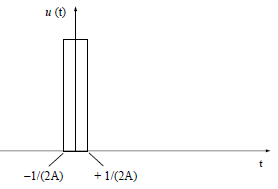 u (t)
t
–1/(2A) + 1/(2A)